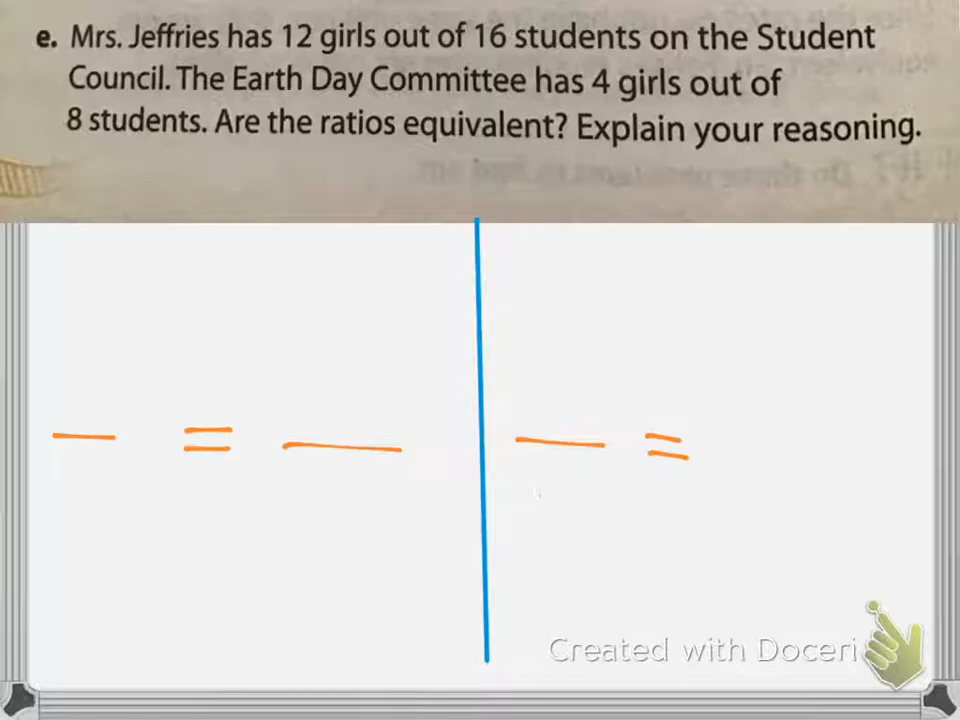 e. Mrs. Jeffries has 12 girls out of 16 students on the Student
Council. The Earth Day Committee has 4 girls out of
8 students. Are the ratios equivalent? Explain your reasoning.
=
=
Created with Doceri